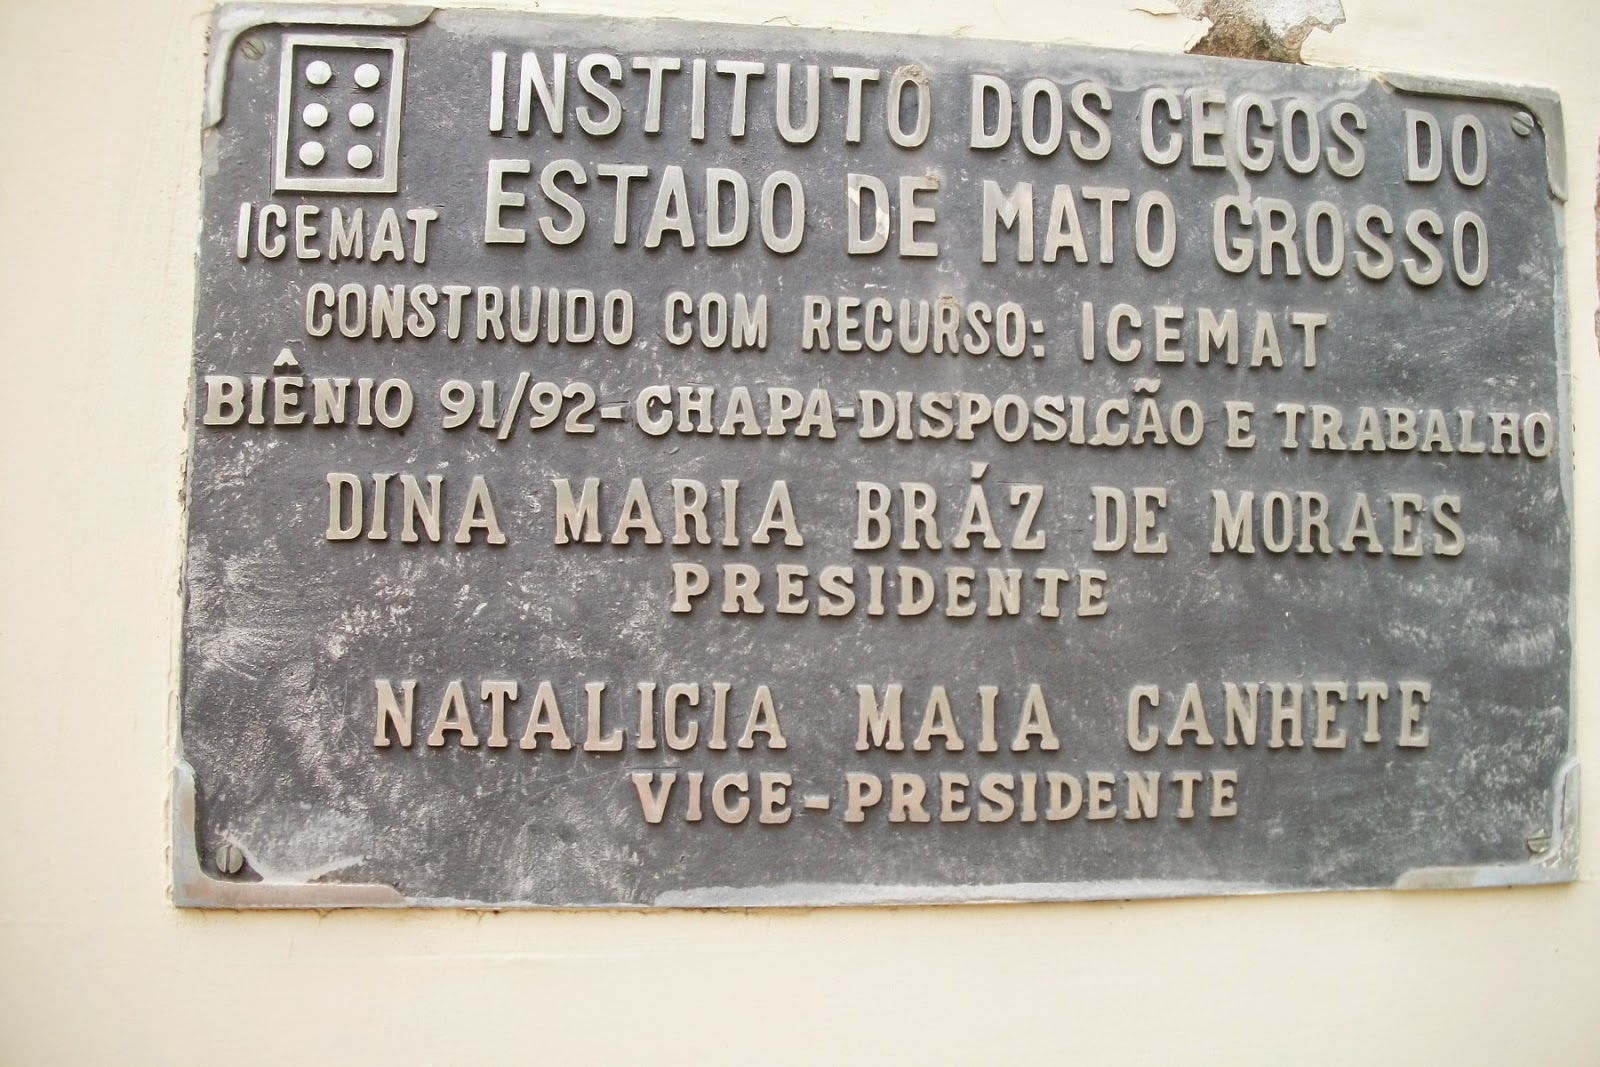 INSTITUTO DOS CEGOS DO
ESTADO DE MATO GROSSO
ICEMAT
CONSTRUIDO COM RECURSO: ICEMAT
BIÊNIO 91/92-CHAPA-DISPOSIÇÃO E TRABALHO
DINA MARIA BRÁZ DE MORAES
PRESIDENTE
NATALICIA MAIA CANHETE
VICE-PRESIDENTE